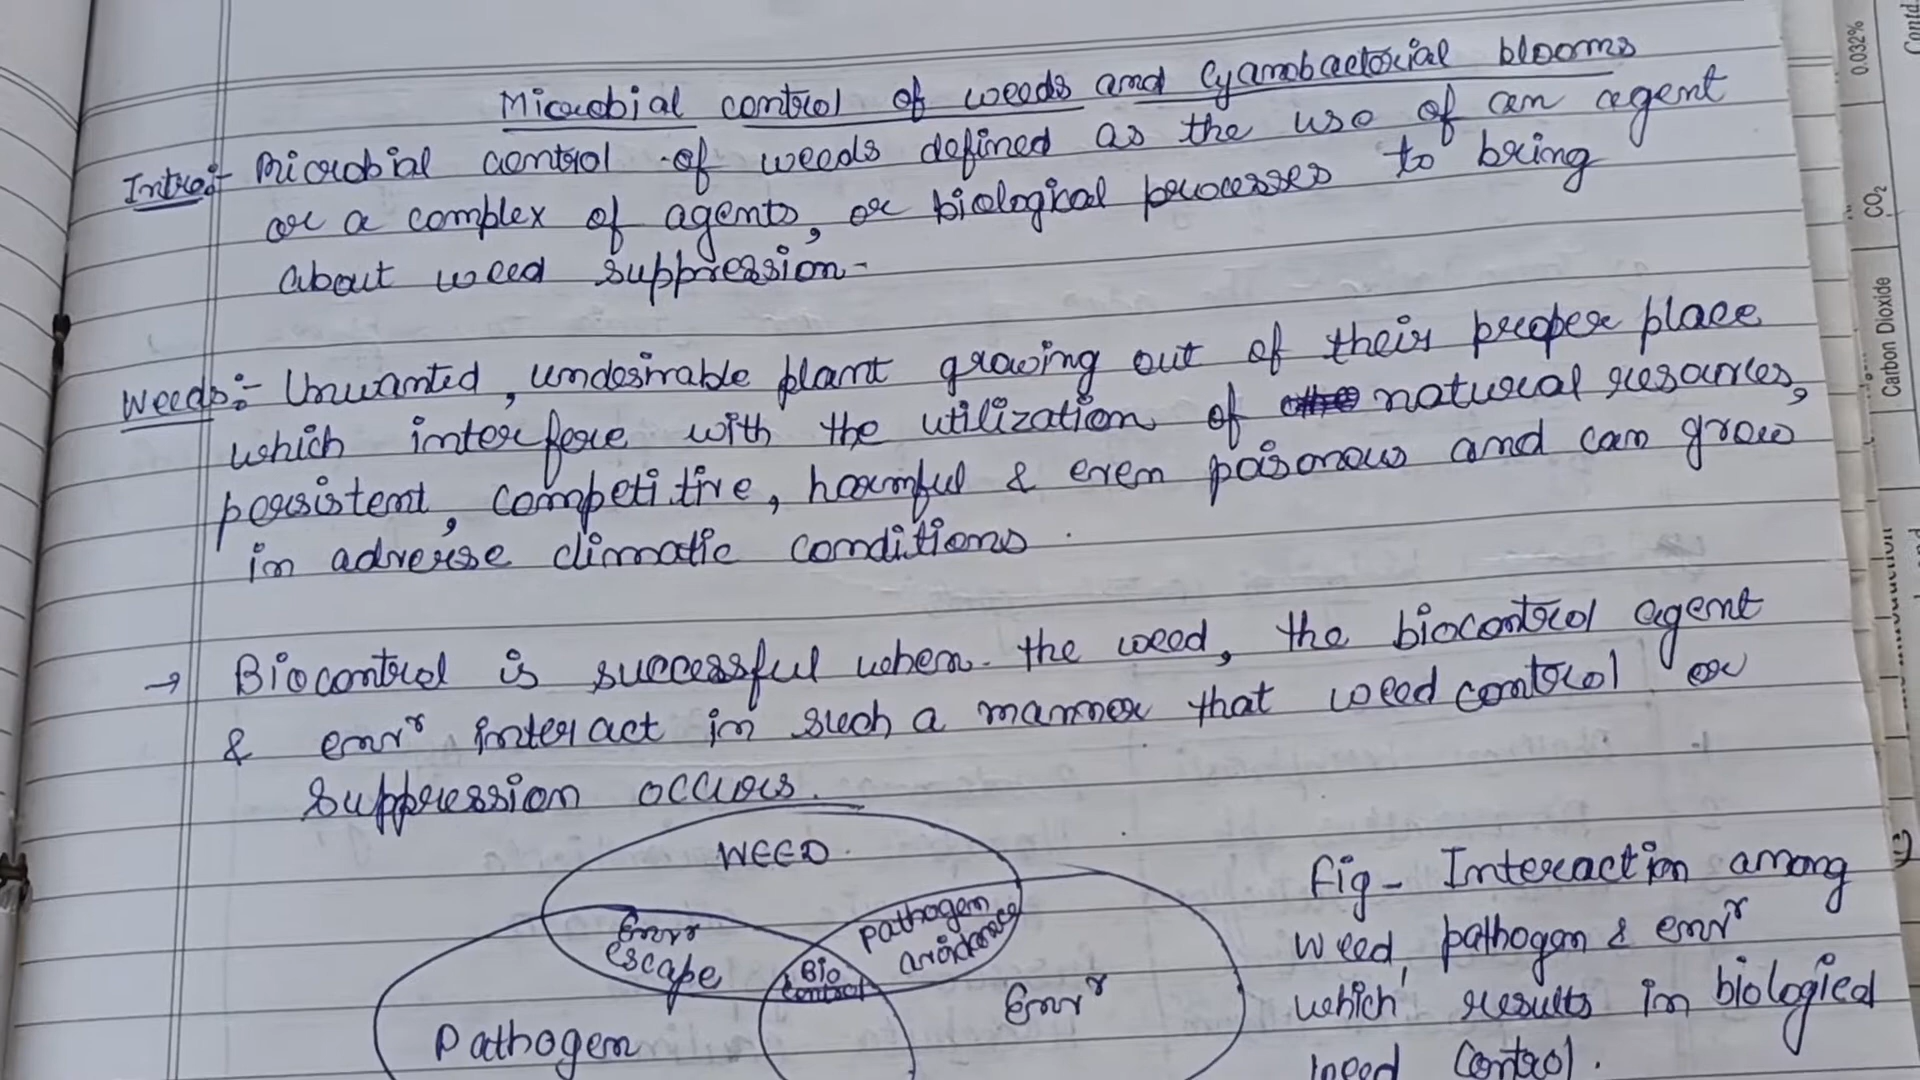 Microbial control of weeds and Cyanobacterial blooms
Intro:- Microbial control of weeds defined as the use of an agent
or a complex of agents, or biological processes to bring
about weed suppression-
Weeds:- Unwanted, undesirable plant growing out of their proper place
which interfere with the utilization of natural resources,
persistent, competitive, harmful & even poisonous and can grow
in adverse climatic conditions.
→ Biocontrol is successful when the weed, the biocontrol agent
& envr interact in such a manner that weed control or
suppression occurs.
WEED
Envr
escape
Pathogen
avoidance
Bio
control
Pathogen
Envr
fig- Interaction among
weed, pathogen & envr
which results in biological
weed control.
0.032%
CO2
Carbon Dioxide
Contd.